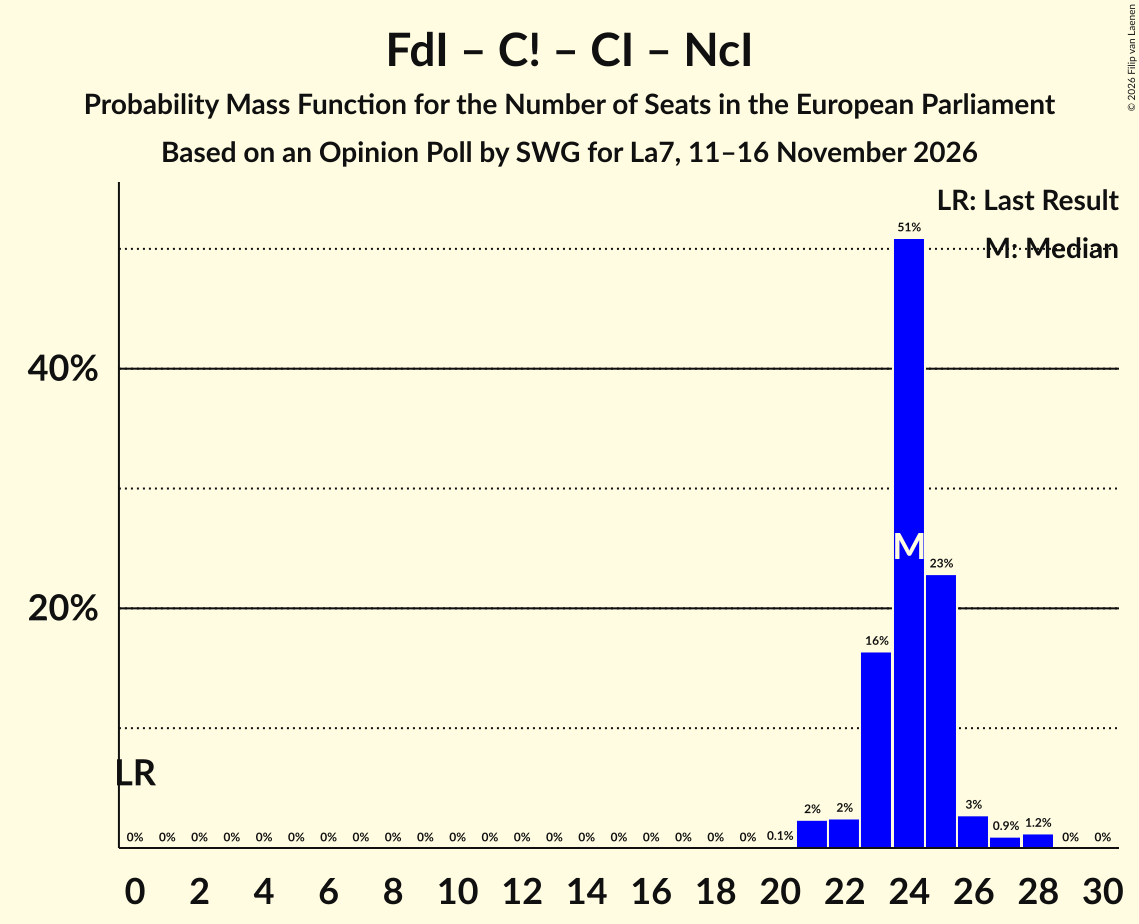 FdI – C! – CI – NcI
Probability Mass Function for the Number of Seats in the European Parliament
Based on an Opinion Poll by SWG for La7, 11–16 November 2026
© 2026 Filip van Laenen
LR: Last Result
M: Median
40%
20%
51%
M
23%
16%
LR
0% 0% 0% 0% 0% 0% 0% 0% 0% 0% 0% 0% 0% 0% 0% 0% 0% 0% 0% 0% 0.1% 2% 2% 3% 0.9% 1.2% 0% 0%
0 2 4 6 8 10 12 14 16 18 20 22 24 26 28 30